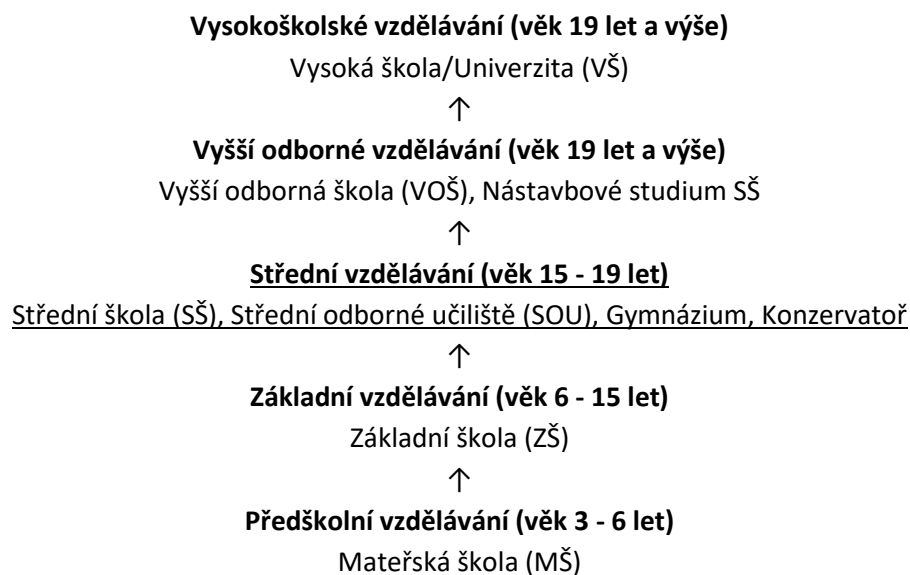 Vysokoškolské vzdělávání (věk 19 let a výše)
Vysoká škola/Univerzita (VŠ)
↑
Vyšší odborné vzdělávání (věk 19 let a výše)
Vyšší odborná škola (VOŠ), Nástavbové studium SŠ
↑
Střední vzdělávání (věk 15 - 19 let)
Střední škola (SŠ), Střední odborné učiliště (SOU), Gymnázium, Konzervatoř
↑
Základní vzdělávání (věk 6 - 15 let)
Základní škola (ZŠ)
↑
Předškolní vzdělávání (věk 3 - 6 let)
Mateřská škola (MŠ)